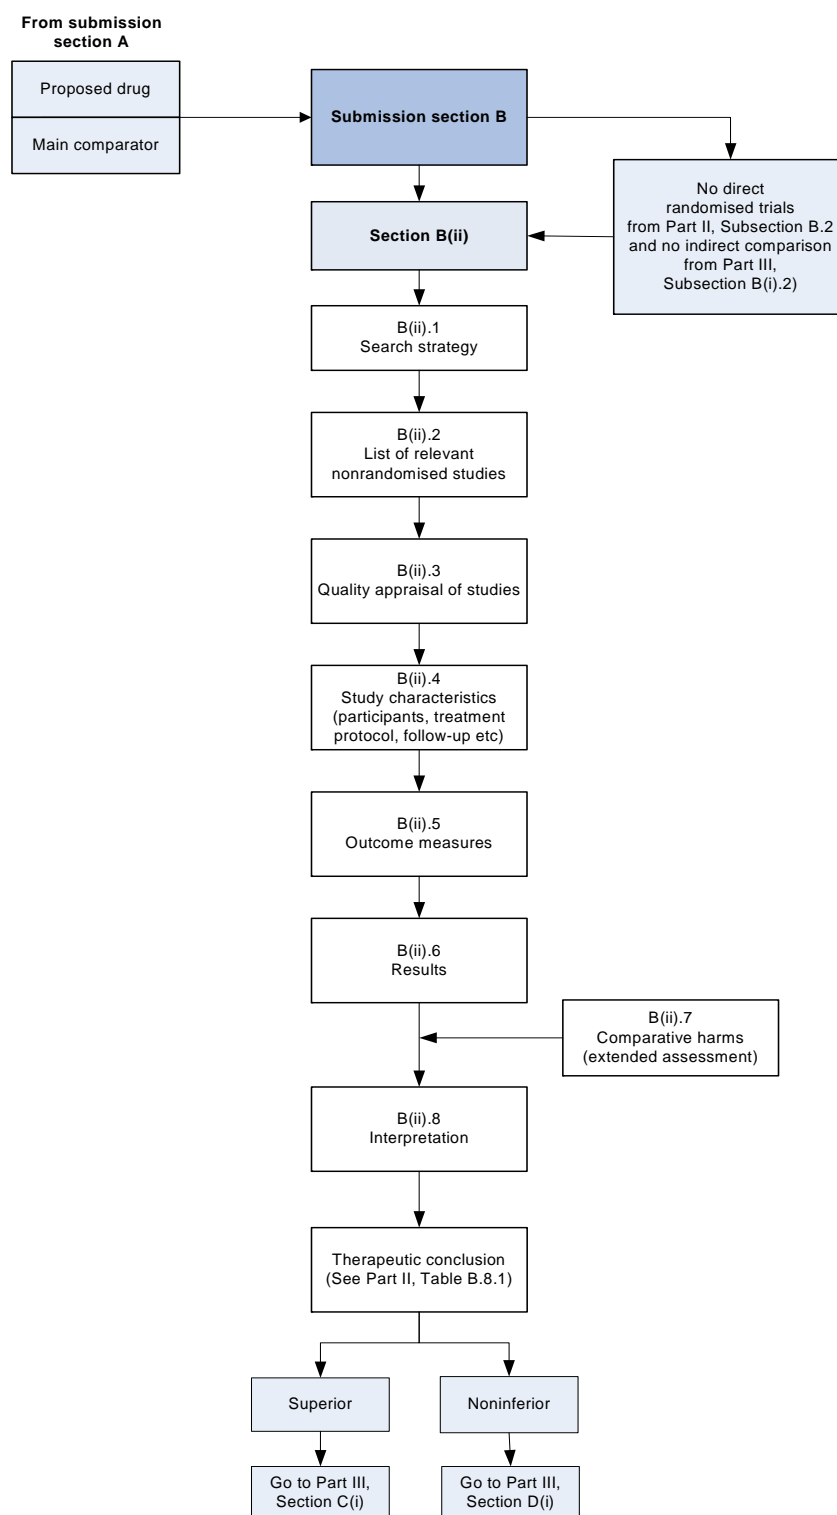 From submission
section A
Proposed drug
Main comparator
Submission section B
No direct
randomised trials
from Part II, Subsection B.2
and no indirect comparison
from Part III,
Subsection B(i).2)
Section B(ii)
B(ii).1
Search strategy
B(ii).2
List of relevant
nonrandomised studies
B(ii).3
Quality appraisal of studies
B(ii).4
Study characteristics
(participants, treatment
protocol, follow-up etc)
B(ii).5
Outcome measures
B(ii).6
Results
B(ii).7
Comparative harms
(extended assessment)
B(ii).8
Interpretation
Therapeutic conclusion
(See Part II, Table B.8.1)
Superior
Noninferior
Go to Part III,
Section C(i)
Go to Part III,
Section D(i)